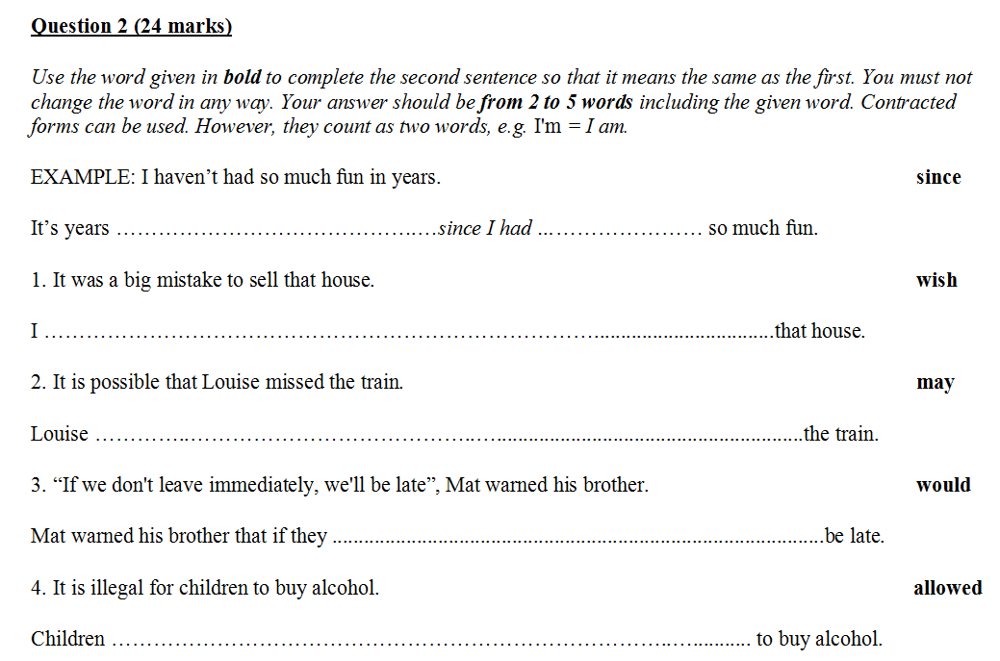 Question 2 (24 marks)
Use the word given in bold to complete the second sentence so that it means the same as the first. You must not
change the word in any way. Your answer should be from 2 to 5 words including the given word. Contracted
forms can be used. However, they count as two words, e.g. I'm = I am.
EXAMPLE: I haven’t had so much fun in years. since
It’s years ……………………………………….since I had …………………… so much fun.
1. It was a big mistake to sell that house. wish
I ……………………………………………………………………...................................that house.
2. It is possible that Louise missed the train. may
Louise ………………………………………………..............................................................the train.
3. “If we don't leave immediately, we'll be late”, Mat warned his brother. would
Mat warned his brother that if they ...............................................................................................be late.
4. It is illegal for children to buy alcohol. allowed
Children ……………………………………………………………………............... to buy alcohol.